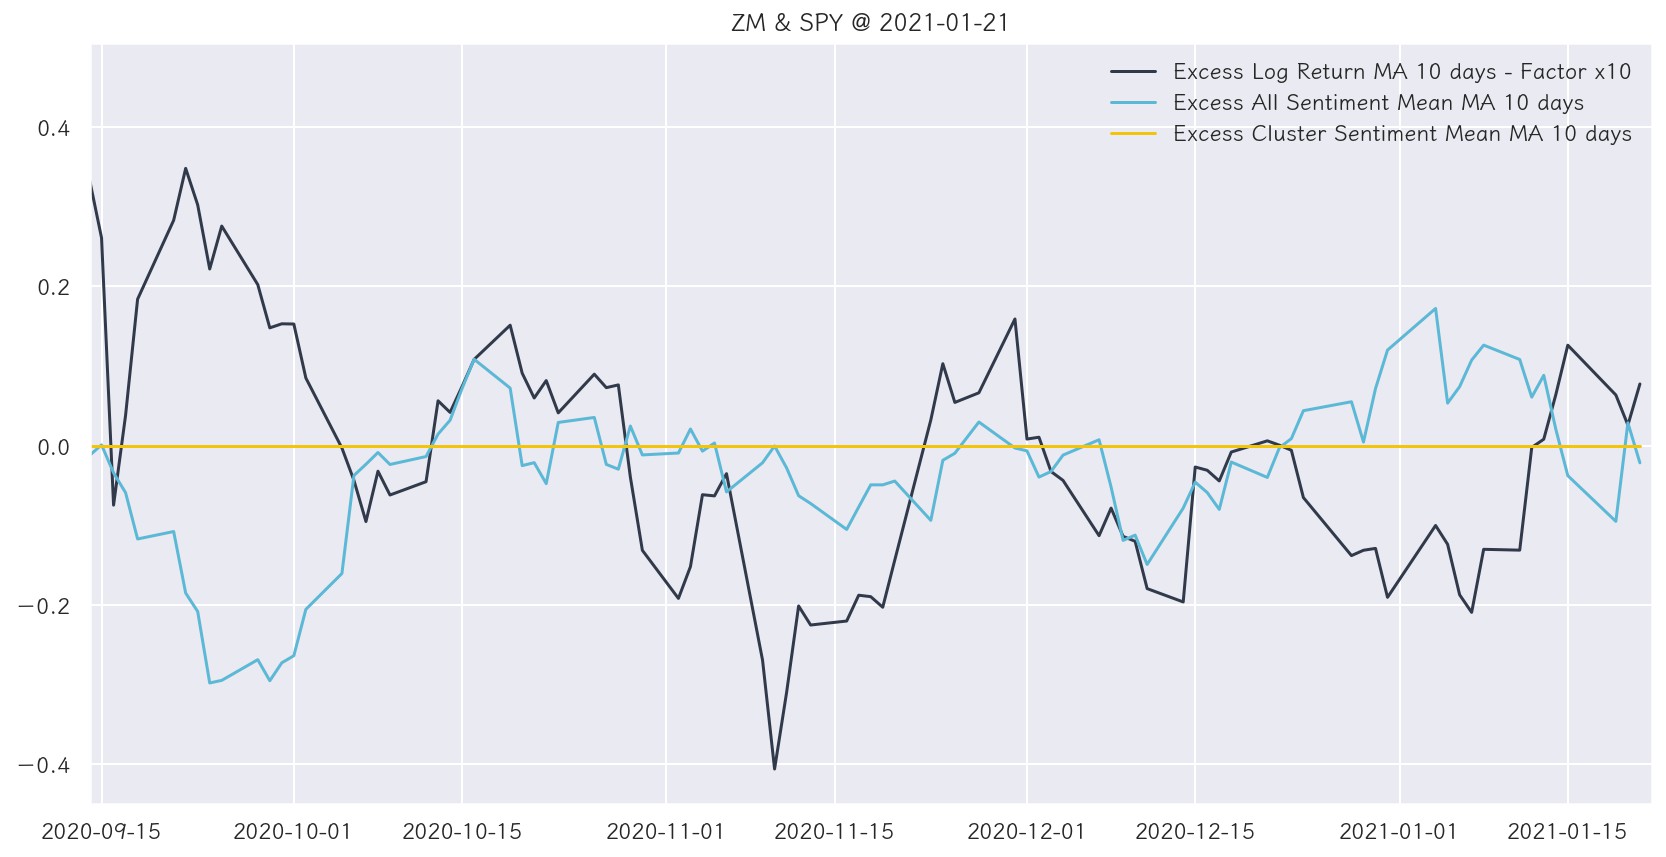 ZM & SPY @ 2021-01-21
Excess Log Return MA 10 days - Factor x10
Excess All Sentiment Mean MA 10 days
Excess Cluster Sentiment Mean MA 10 days
0.4
0.2
0.0
−0.2
−0.4
2020-09-15 2020-10-01 2020-10-15 2020-11-01 2020-11-15 2020-12-01 2020-12-15 2021-01-01 2021-01-15